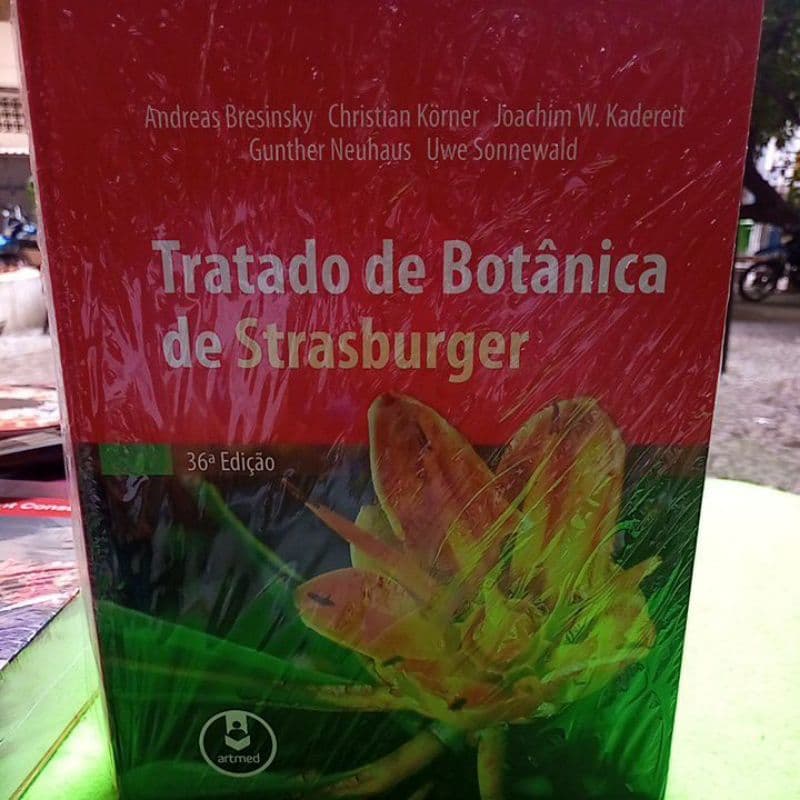 Andreas Bresinsky Christian Körner Joachim W. Kadereit
Gunther Neuhaus Uwe Sonnewald
Tratado de Botânica
de Strasburger
36ª Edição
artmed